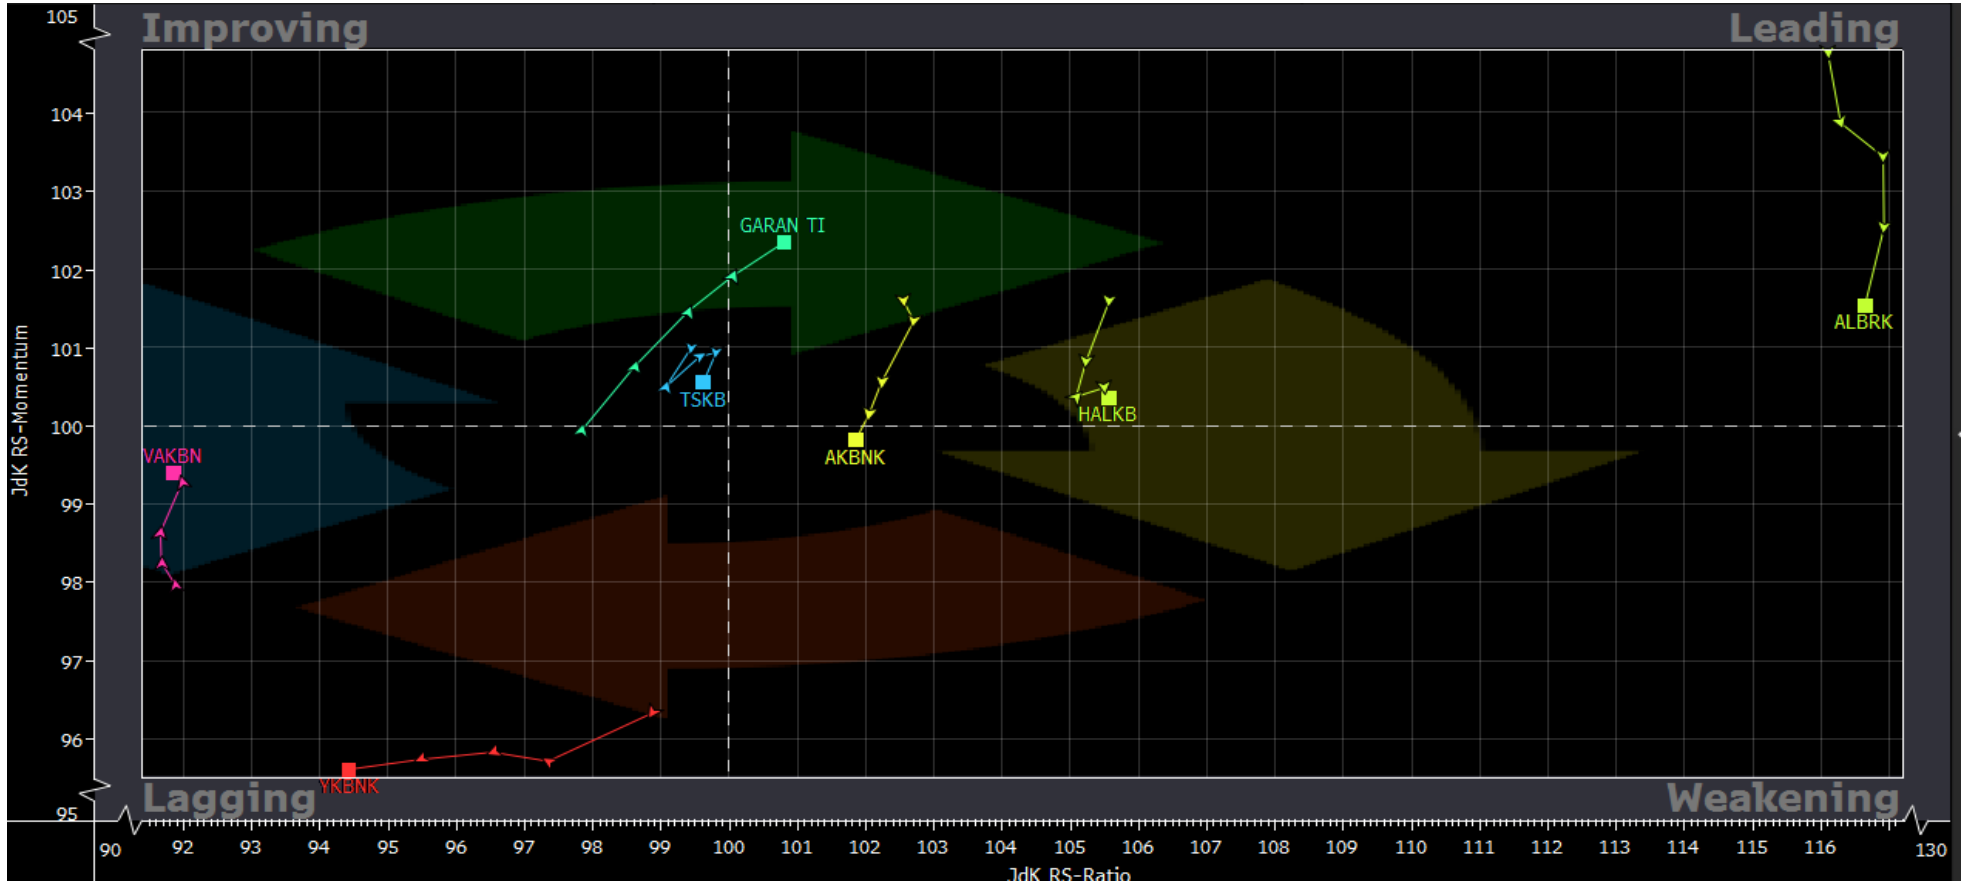 105
Improving
Leading
104
103
GARAN TI
102
ALBRK
101
TSKB
HALKB
100
VAKBN
AKBNK
JdK RS-Momentum
99
98
97
96
YKBNK
Lagging
Weakening
95
90 92 93 94 95 96 97 98 99 100 101 102 103 104 105 106 107 108 109 110 111 112 113 114 115 116 130
JdK RS-Ratio